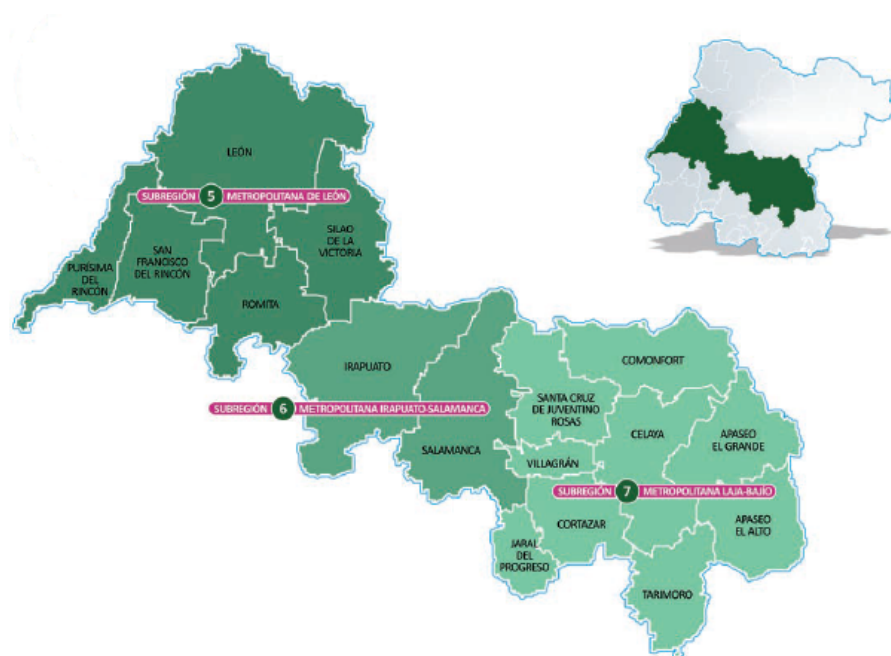 LEÓN
SUBREGIÓN 5 METROPOLITANA DE LEÓN
SILAO
DE LA
VICTORIA
SAN
FRANCISCO
DEL RINCÓN
PURÍSIMA
DEL
RINCÓN
ROMITA
IRAPUATO
COMONFORT
SANTA CRUZ
DE JUVENTINO
ROSAS
SUBREGIÓN 6 METROPOLITANA IRAPUATO-SALAMANCA
CELAYA
APASEO
EL GRANDE
SALAMANCA
VILLAGRÁN
SUBREGIÓN 7 METROPOLITANA LAJA-BAJÍO
CORTAZAR
APASEO
EL ALTO
JARAL
DEL
PROGRESO
TARIMORO